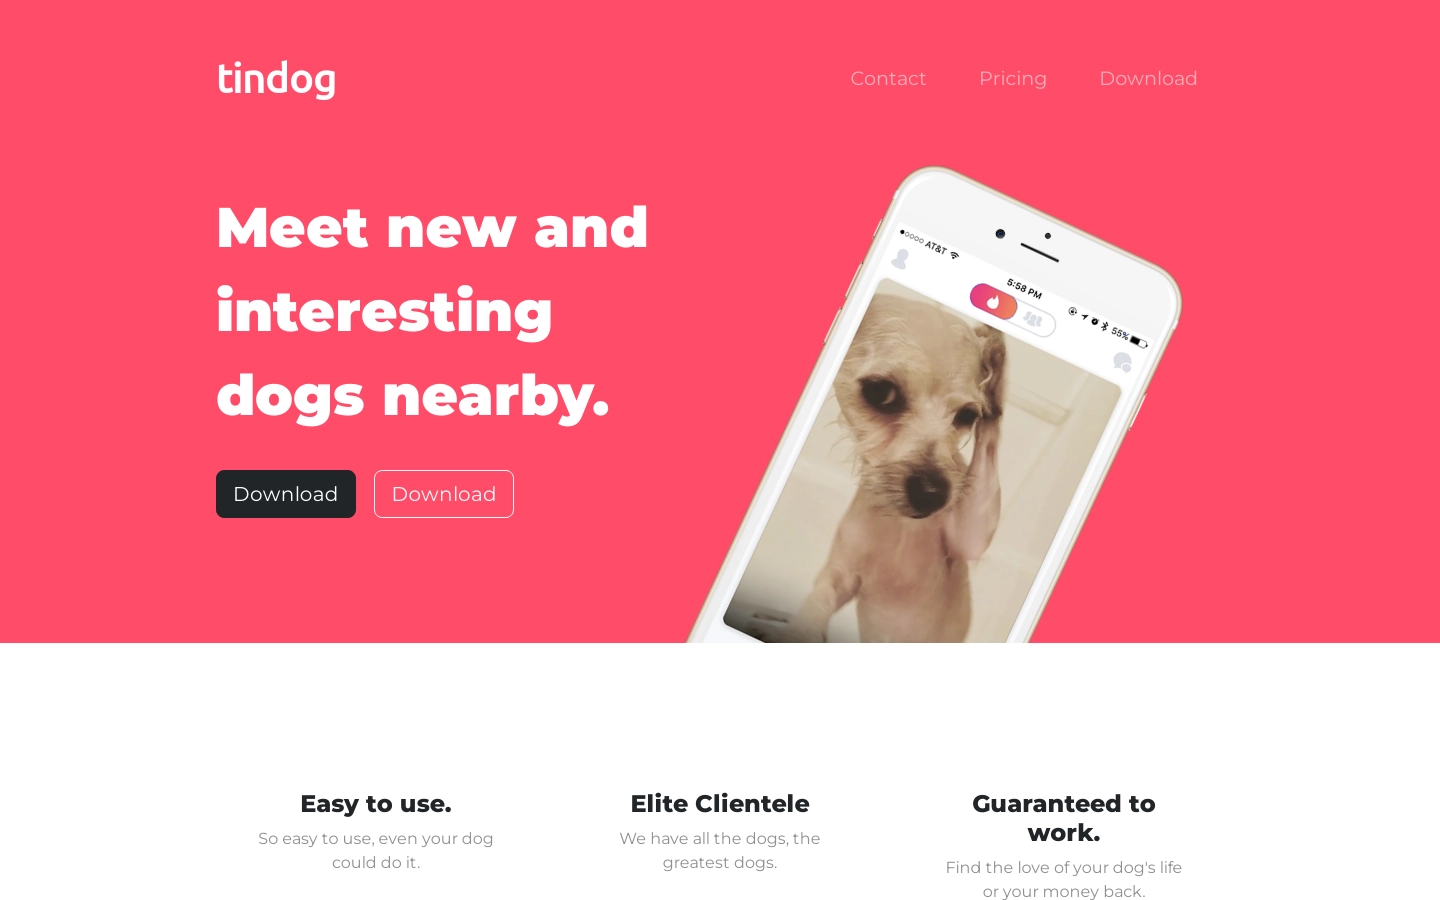 tindog
Contact Pricing Download
Meet new and
interesting
dogs nearby.
Download Download
AT&T
5:58 PM
55%
Easy to use.
So easy to use, even your dog
could do it.
Elite Clientele
We have all the dogs, the
greatest dogs.
Guaranteed to
work.
Find the love of your dog's life
or your money back.